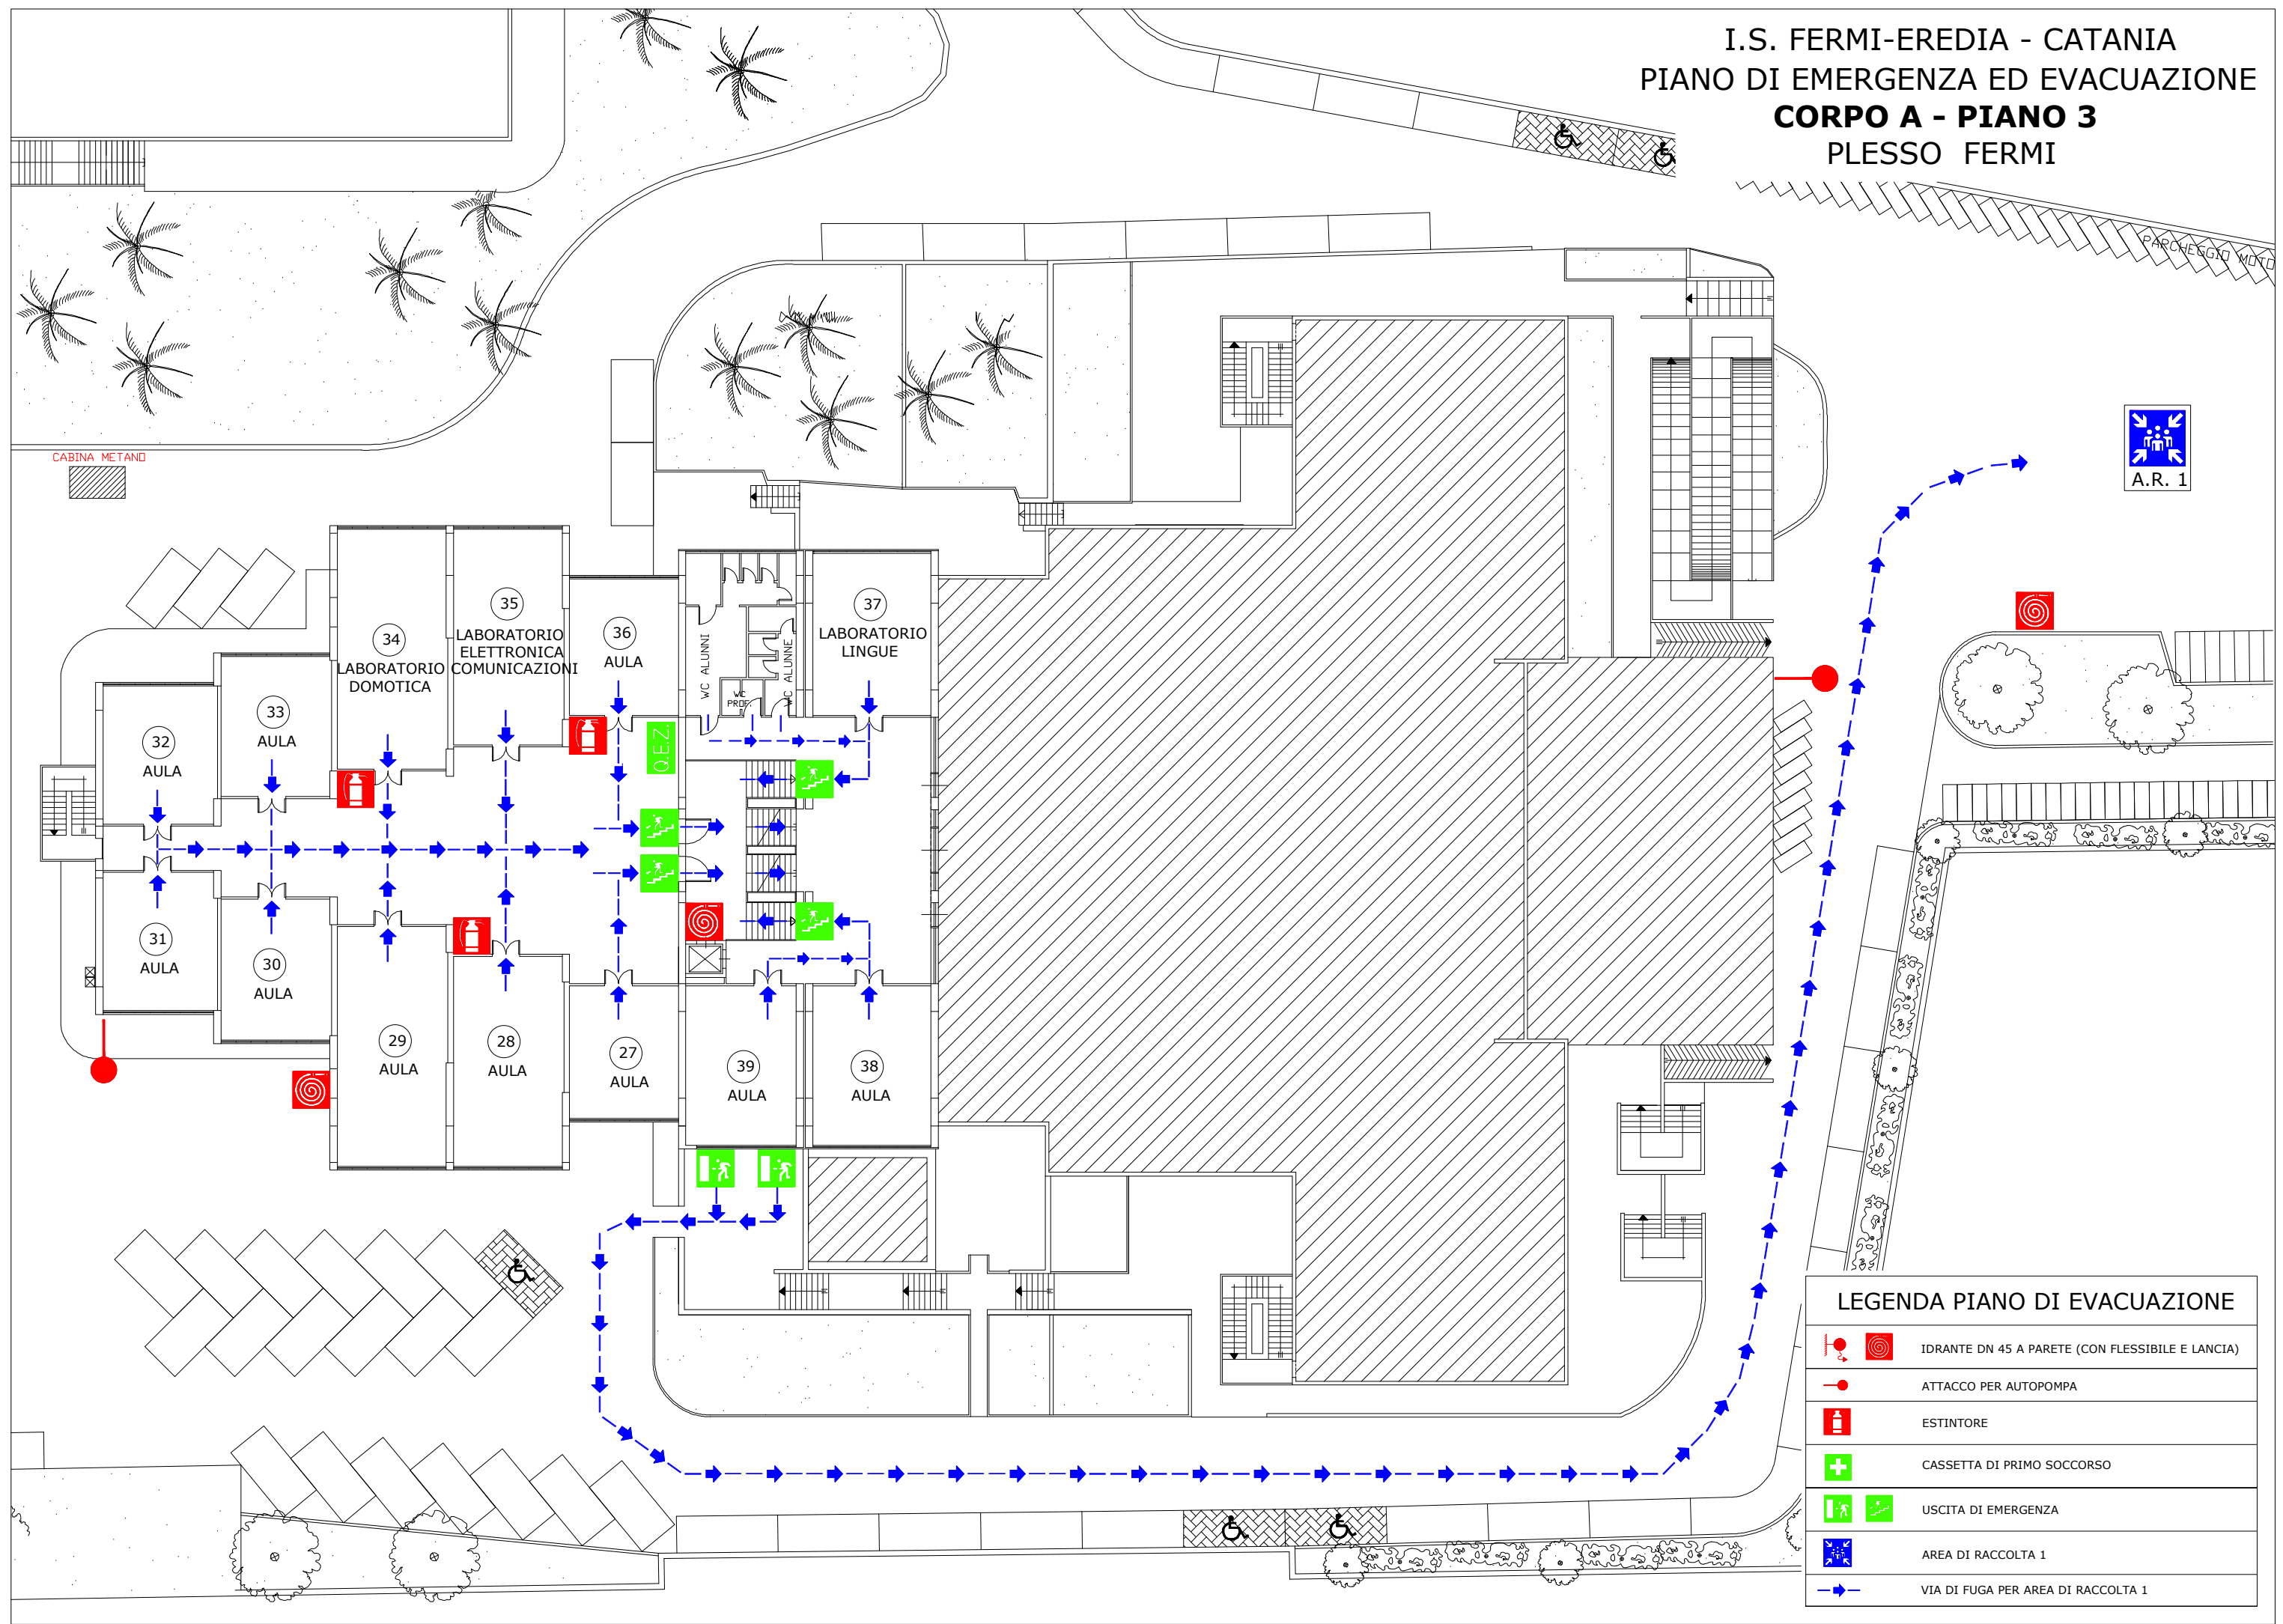 I.S. FERMI-EREDIA - CATANIA
PIANO DI EMERGENZA ED EVACUAZIONE
CORPO A - PIANO 3
PLESSO FERMI
PARCHEGGIO MOTO
CABINA METANO
A.R. 1
34
LABORATORIO
DOMOTICA
35
LABORATORIO
ELETTRONICA
COMUNICAZIONI
36
AULA
WC ALUNNI
WC
PROF.
WC ALUNNE
37
LABORATORIO
LINGUE
33
AULA
32
AULA
Q.E.Z.
31
AULA
30
AULA
29
AULA
28
AULA
27
AULA
39
AULA
38
AULA
LEGENDA PIANO DI EVACUAZIONE
IDRANTE DN 45 A PARETE (CON FLESSIBILE E LANCIA)
ATTACCO PER AUTOPOMPA
ESTINTORE
CASSETTA DI PRIMO SOCCORSO
USCITA DI EMERGENZA
AREA DI RACCOLTA 1
VIA DI FUGA PER AREA DI RACCOLTA 1